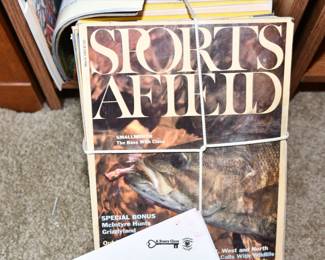 SPORTS
AFIELD
SMALLMOUTH
The Bass With Class
SPECIAL BONUS
McIntyre Hunts
Grizzlyland
West and North
Calls With Wildlife